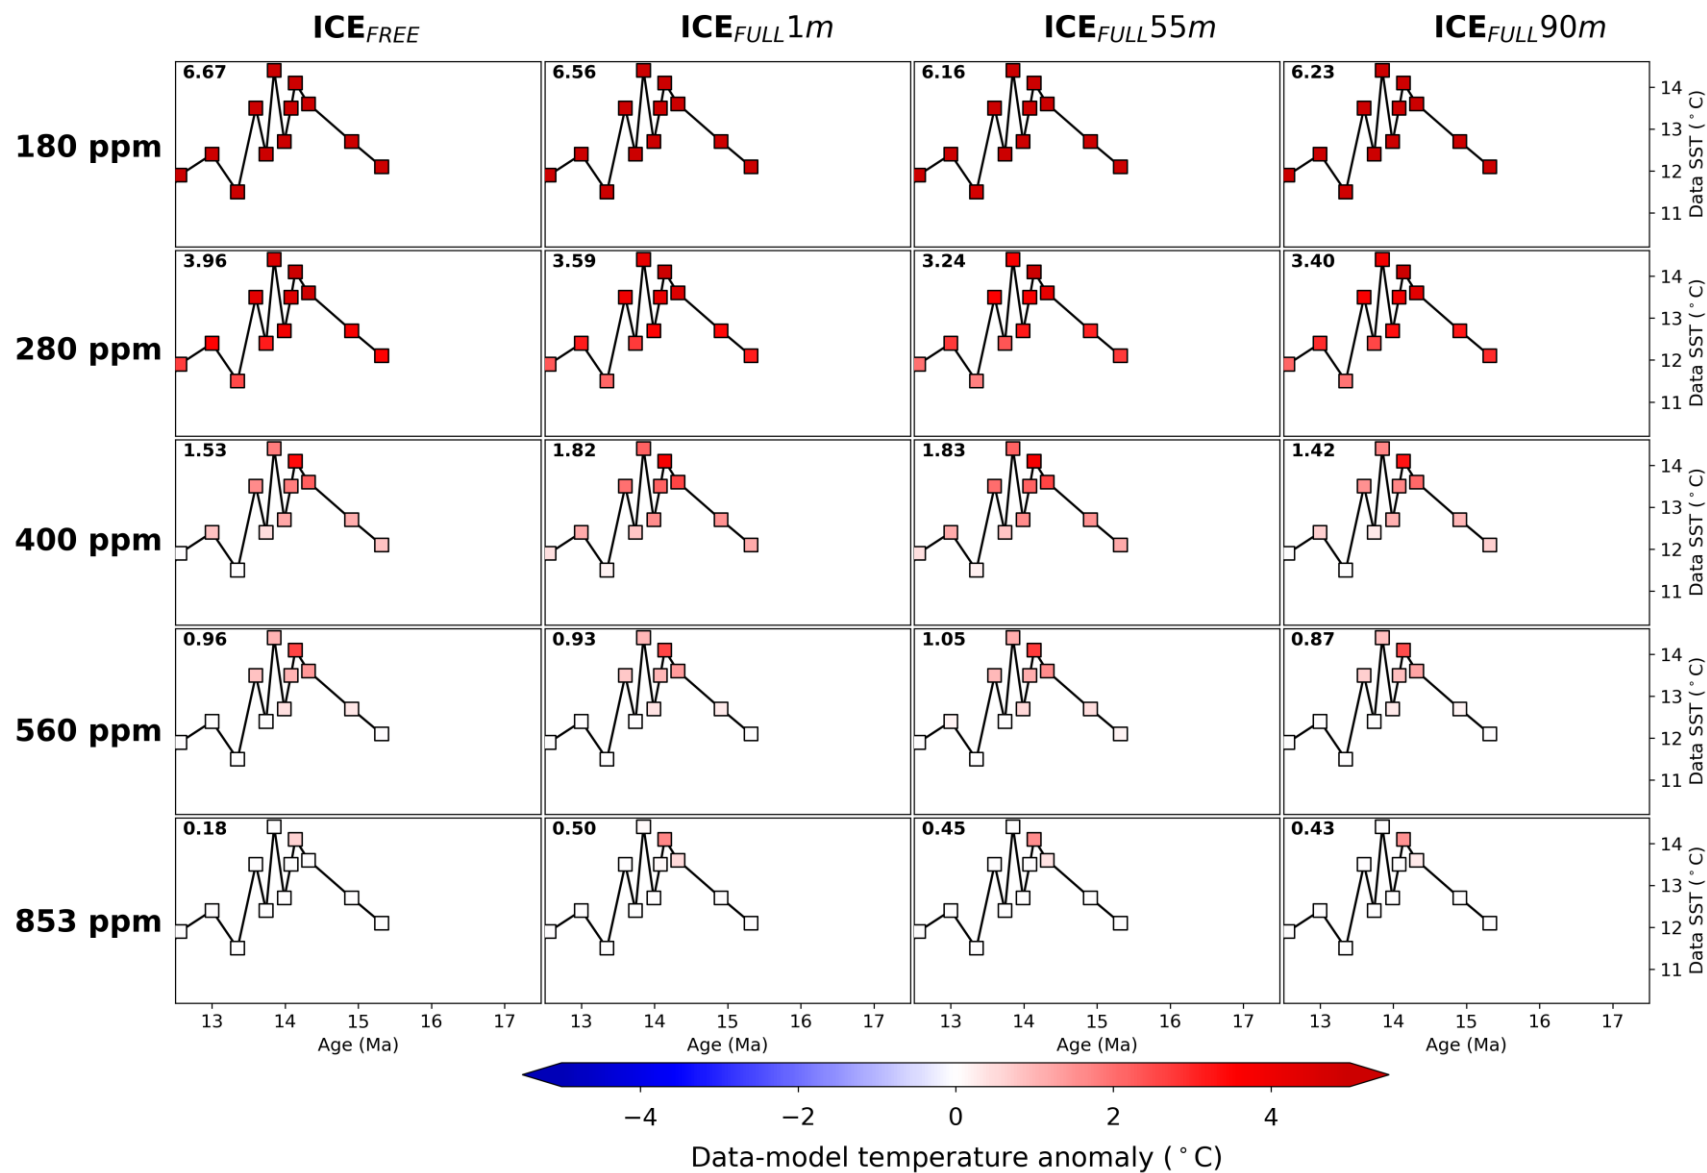 ICE_FREE ICE_FULL1m ICE_FULL55m ICE_FULL90m
180 ppm
6.67 6.56 6.16 6.23
14
13
12
11
Data SST (°C)
280 ppm
3.96 3.59 3.24 3.40
14
13
12
11
Data SST (°C)
400 ppm
1.53 1.82 1.83 1.42
14
13
12
11
Data SST (°C)
560 ppm
0.96 0.93 1.05 0.87
14
13
12
11
Data SST (°C)
853 ppm
0.18 0.50 0.45 0.43
14
13
12
11
Data SST (°C)
13 14 15 16 17 13 14 15 16 17 13 14 15 16 17 13 14 15 16 17
Age (Ma) Age (Ma) Age (Ma) Age (Ma)
−4 −2 0 2 4
Data-model temperature anomaly (°C)